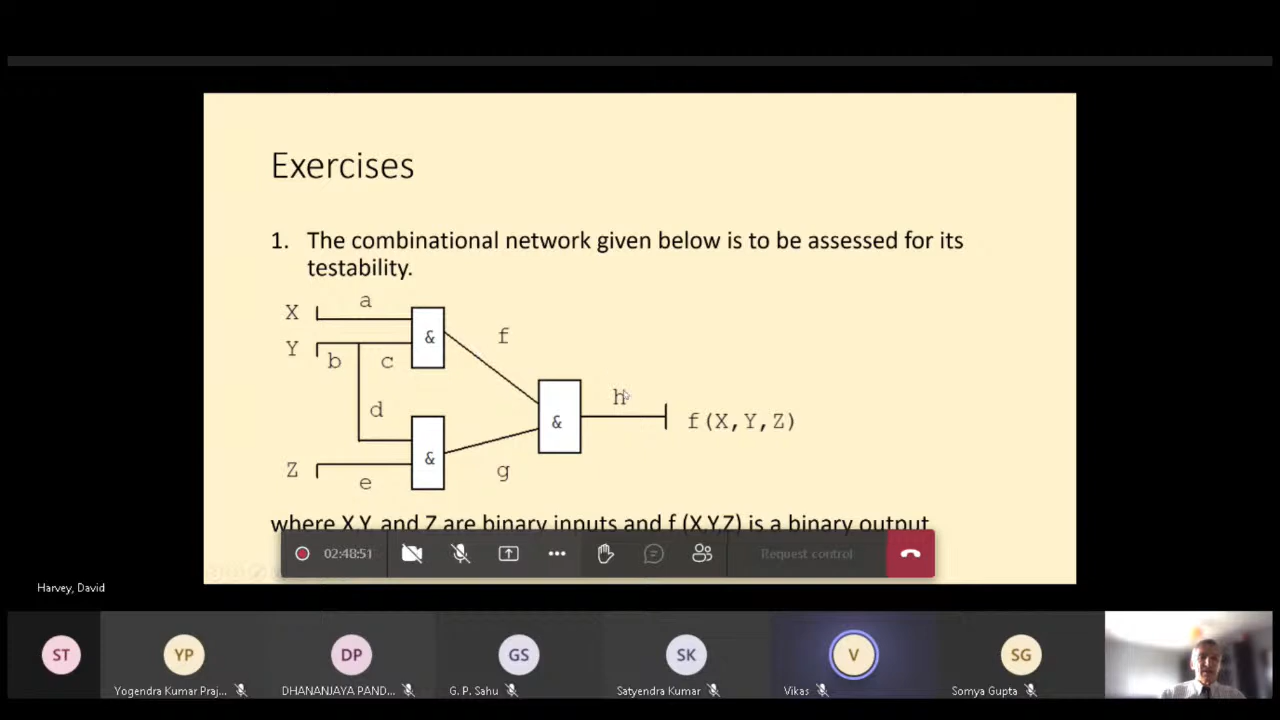 Exercises
1. The combinational network given below is to be assessed for its
testability.
X
a
&
f
Y
b
c
h
d
&
f(X,Y,Z)
Z
e
&
g
where X,Y, and Z are binary inputs and f (X,Y,Z) is a binary output
02:48:51
Request control
Harvey, David
ST
YP
DP
GS
SK
V
SG
Yogendra Kumar Praj...
DHANANJAYA PAND...
G. P. Sahu
Satyendra Kumar
Vikas
Somya Gupta